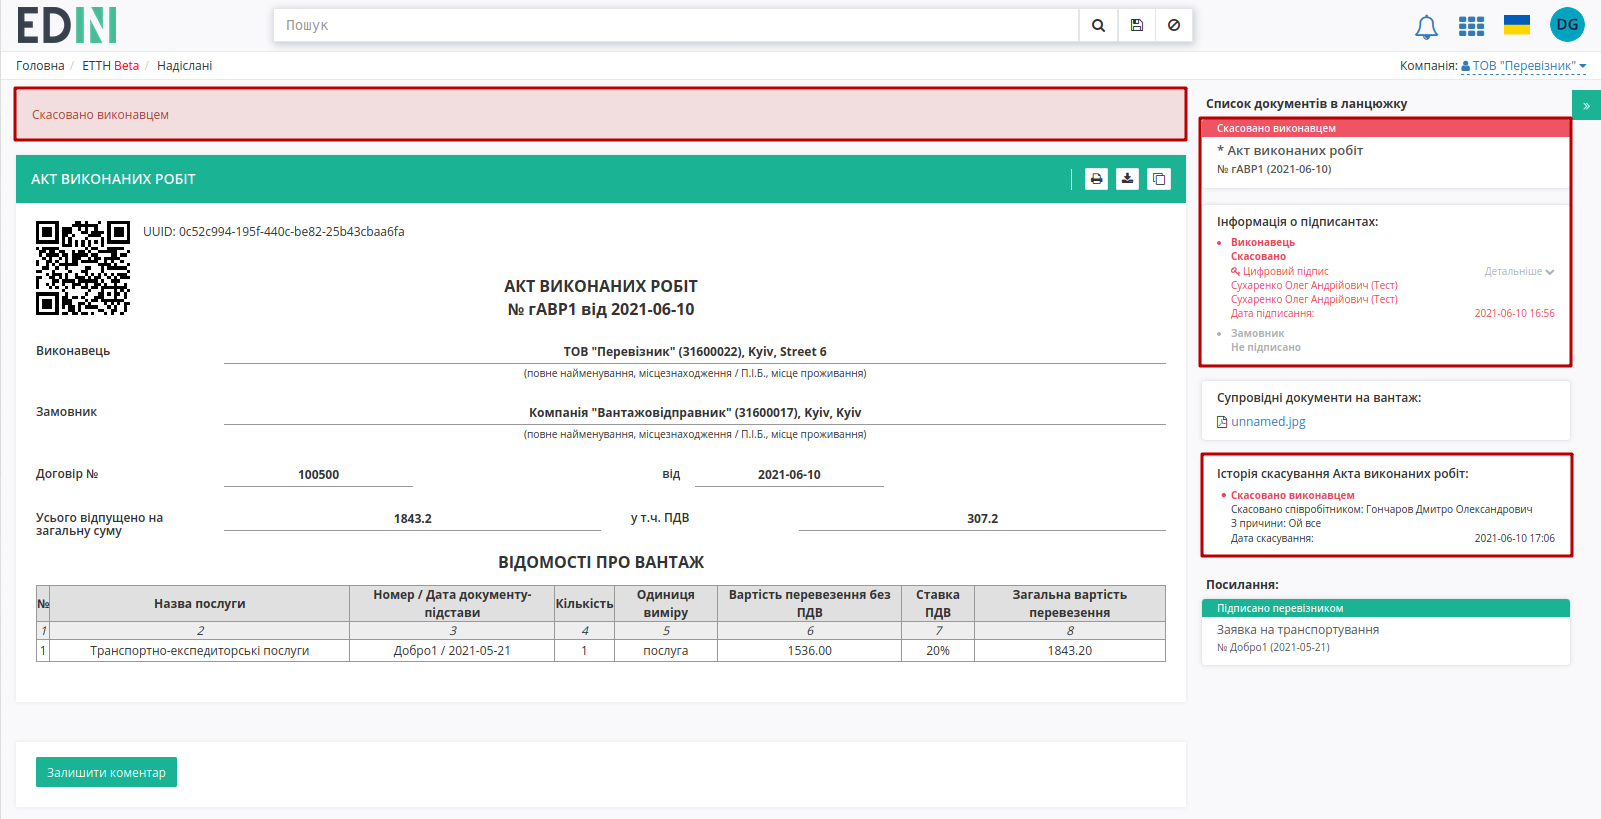 EDIN
Пошук
DG
Головна / ЕТТН Beta / Надіслані
Компанія: ТОВ "Перевізник"
Скасовано виконавцем
АКТ ВИКОНАНИХ РОБІТ
UUID: 0c52c994-195f-440c-be82-25b43cbaa6fa
АКТ ВИКОНАНИХ РОБІТ
№ гАВР1 від 2021-06-10
Виконавець
ТОВ "Перевізник" (31600022), Kyiv, Street 6
(повне найменування, місцезнаходження / П.І.Б., місце проживання)
Замовник
Компанія "Вантажовідправник" (31600017), Kyiv, Kyiv
(повне найменування, місцезнаходження / П.І.Б., місце проживання)
Договір № 100500 від 2021-06-10
Усього відпущено на загальну суму 1843.2 у т.ч. ПДВ 307.2
ВІДОМОСТІ ПРО ВАНТАЖ
№ Назва послуги Номер / Дата документу-підстави Кількість Одиниця виміру Вартість перевезення без ПДВ Ставка ПДВ Загальна вартість перевезення
1 2 3 4 5 6 7 8
1 Транспортно-експедиторські послуги Добро1 / 2021-05-21 1 послуга 1536.00 20% 1843.20
Залишити коментар
Список документів в ланцюжку
»
Скасовано виконавцем
* Акт виконаних робіт
№ гАВР1 (2021-06-10)
Інформація о підписантах:
Виконавець
Скасовано
Цифровий підпис Детальніше
Сухаренко Олег Андрійович (Тест)
Сухаренко Олег Андрійович (Тест)
Дата підписання: 2021-06-10 16:56
Замовник
Не підписано
Супровідні документи на вантаж:
unnamed.jpg
Історія скасування Акта виконаних робіт:
Скасовано виконавцем
Скасовано співробітником: Гончаров Дмитро Олександрович
З причини: Ой все
Дата скасування: 2021-06-10 17:06
Посилання:
Підписано перевізником
Заявка на транспортування
№ Добро1 (2021-05-21)